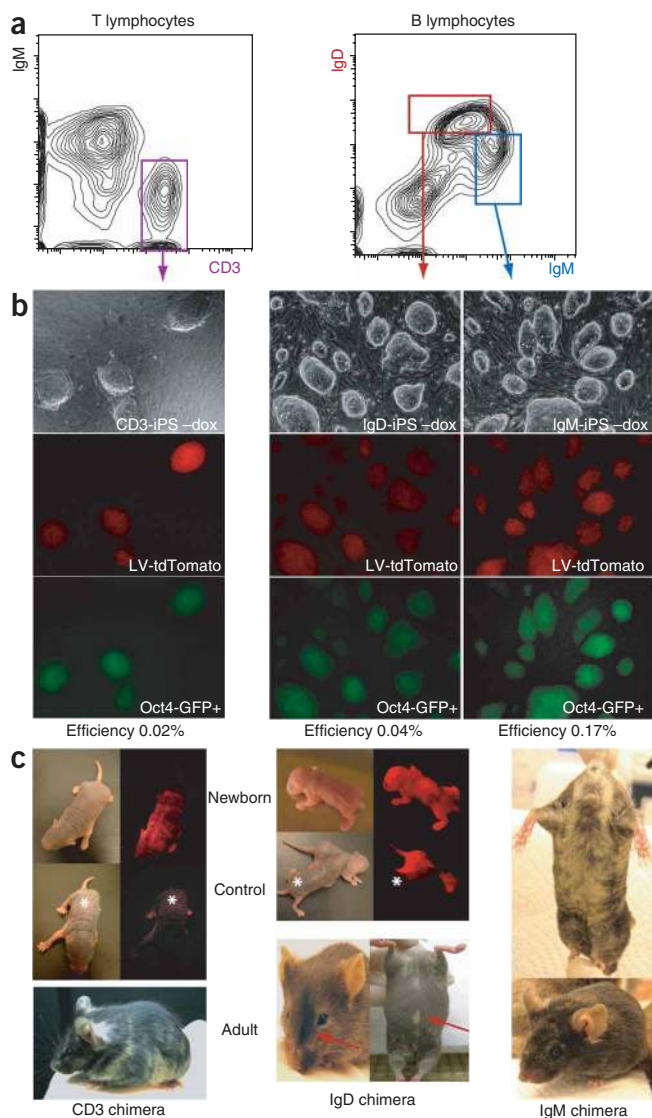 a
T lymphocytes
B lymphocytes
IgM
CD3
IgD
IgM
b
CD3-iPS –dox
IgD-iPS –dox
IgM-iPS –dox
LV-tdTomato
LV-tdTomato
LV-tdTomato
Oct4-GFP+
Oct4-GFP+
Oct4-GFP+
Efficiency 0.02%
Efficiency 0.04%
Efficiency 0.17%
c
Newborn
Control
*
*
*
*
Adult
CD3 chimera
IgD chimera
IgM chimera